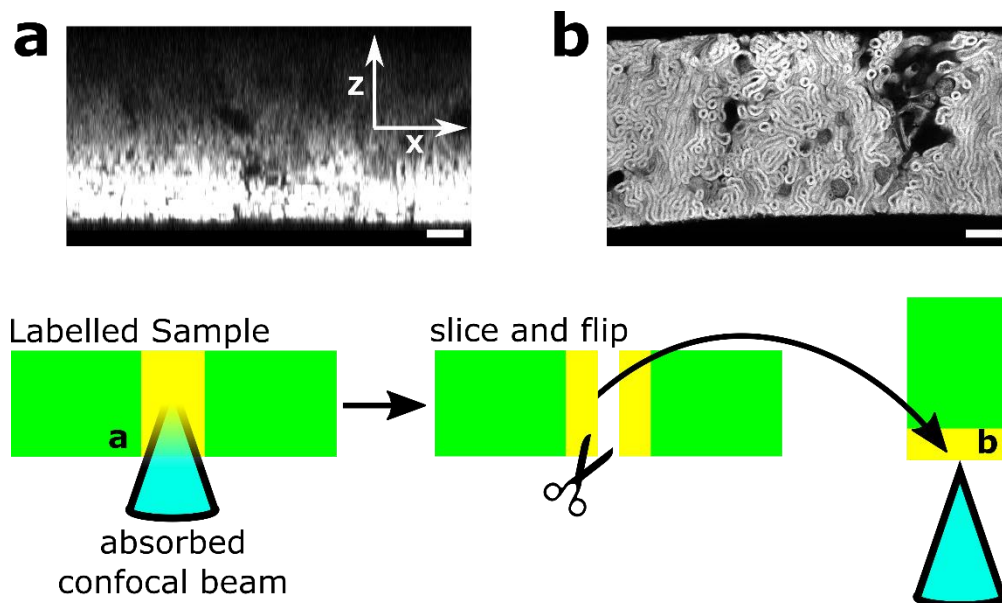 a
b
z
x
Labelled Sample
slice and flip
a
b
absorbed
confocal beam